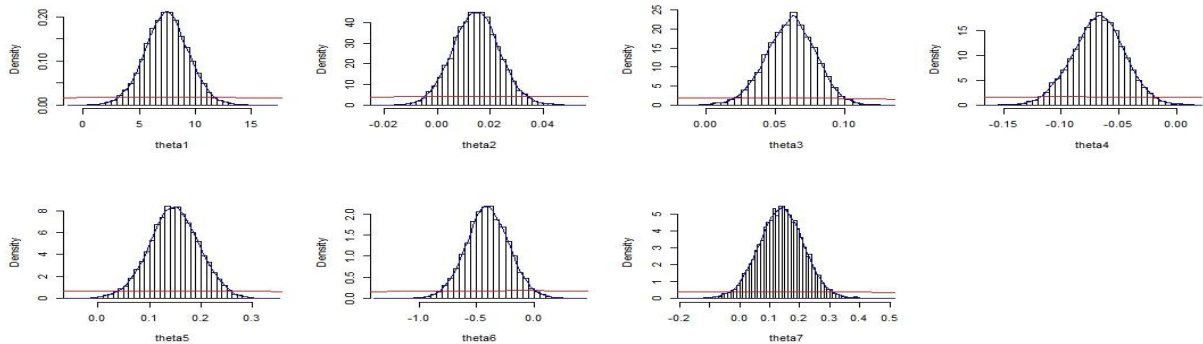 Density
0.00 0.10 0.20
0 5 10 15
theta1
Density
0 10 20 30 40
-0.02 0.00 0.02 0.04
theta2
Density
0 5 10 15 20 25
0.00 0.05 0.10
theta3
Density
0 5 10 15
-0.15 -0.10 -0.05 0.00
theta4
Density
0 2 4 6 8
0.0 0.1 0.2 0.3
theta5
Density
0.0 0.5 1.0 1.5 2.0
-1.0 -0.5 0.0
theta6
Density
0 1 2 3 4 5
-0.2 0.0 0.1 0.2 0.3 0.4 0.5
theta7